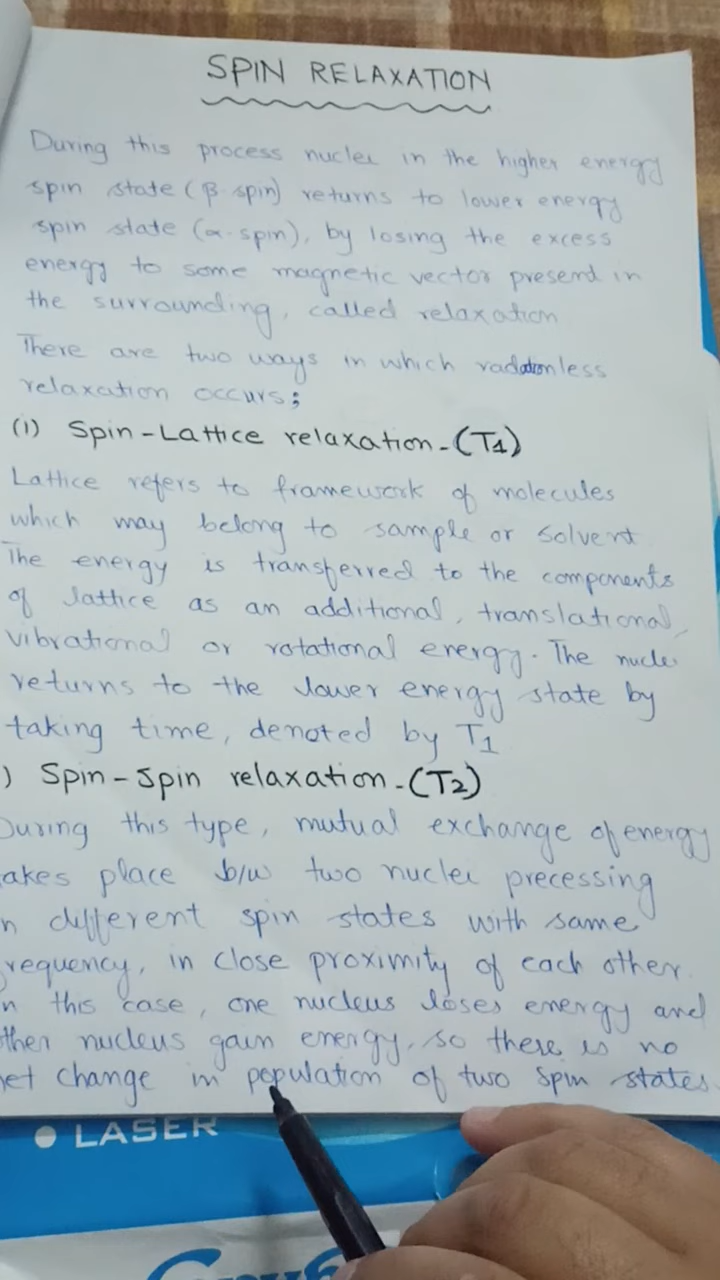 SPIN RELAXATION
During this process nuclei in the higher energy
spin state (β-spin) returns to lower energy
spin state (α-spin), by losing the excess
energy to some magnetic vector present in
the surrounding, called relaxation
There are two ways in which radationless
relaxation occurs;
(1) Spin-Lattice relaxation-(T1)
Lattice refers to framework of molecules
which may belong to sample or solvent
The energy is transferred to the components
of lattice as an additional, translational,
vibrational or rotational energy. The nucle
returns to the lower energy state by
taking time, denoted by T1
) Spin-Spin relaxation-(T2)
During this type, mutual exchange of energy
akes place b/w two nuclei precessing
n different spin states with same
requency, in close proximity of each other.
n this case, one nucleus loses energy and
other nucleus gain energy, so there is no
et change in population of two spin states.
LASER